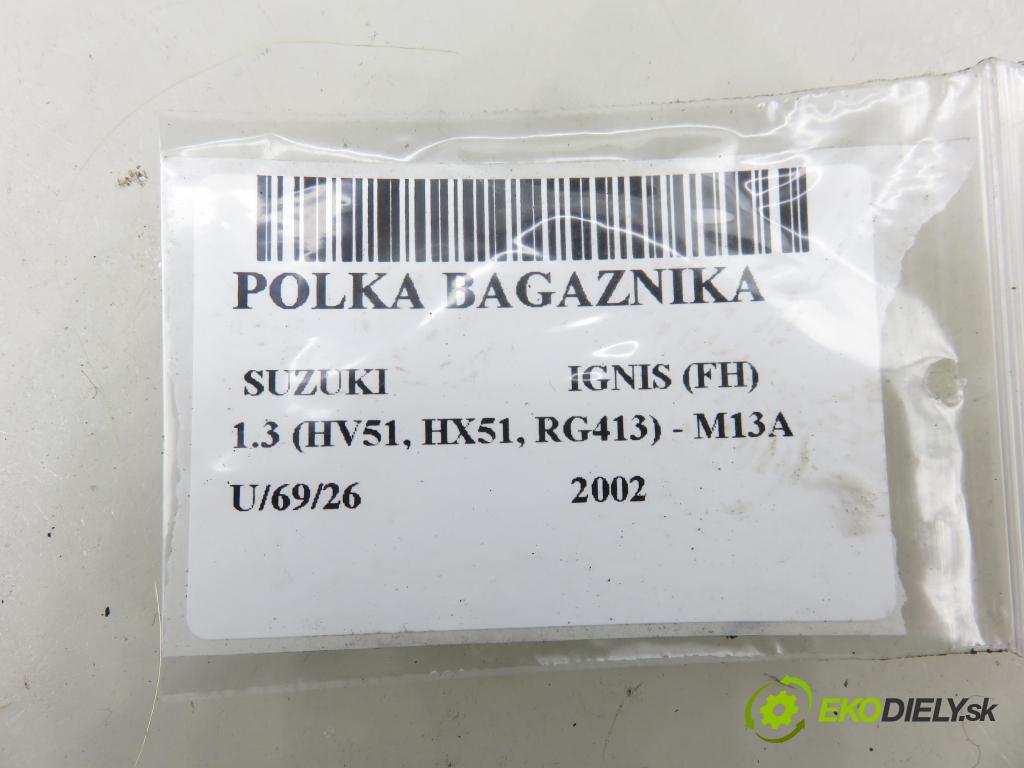 POLKA BAGAZNIKA
SUZUKI IGNIS (FH)
1.3 (HV51, HX51, RG413) - M13A
U/69/26 2002
EKODIELY.sk